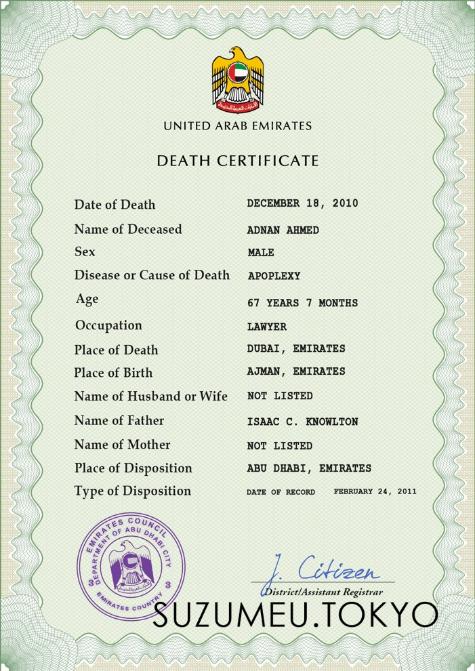 UNITED ARAB EMIRATES
DEATH CERTIFICATE
Date of Death DECEMBER 18, 2010
Name of Deceased ADNAN AHMED
Sex MALE
Disease or Cause of Death APOPLEXY
Age 67 YEARS 7 MONTHS
Occupation LAWYER
Place of Death DUBAI, EMIRATES
Place of Birth AJMAN, EMIRATES
Name of Husband or Wife NOT LISTED
Name of Father ISAAC C. KNOWLTON
Name of Mother NOT LISTED
Place of Disposition ABU DHABI, EMIRATES
Type of Disposition DATE OF RECORD FEBRUARY 24, 2011
EMIRATES COUNCIL
DEPARTMENT OF ABU DHABI CITY
3 3
EMIRATES COUNTRY
J. Citizen
District/Assistant Registrar
SUZUMEU.TOKYO